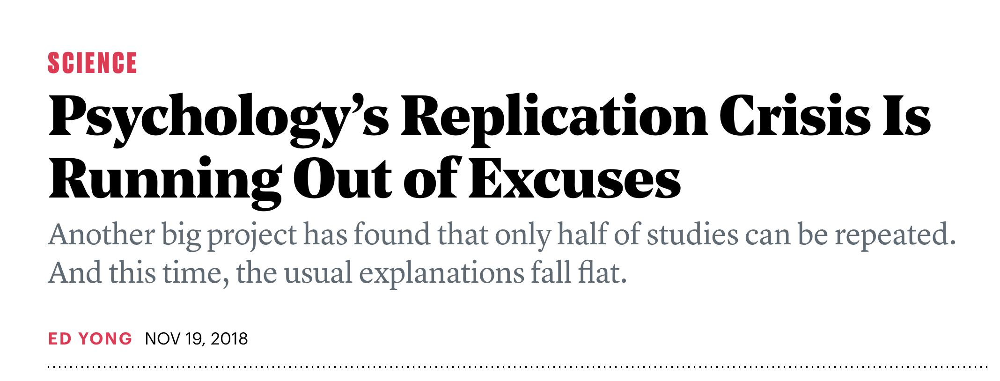 SCIENCE
Psychology’s Replication Crisis Is
Running Out of Excuses
Another big project has found that only half of studies can be repeated.
And this time, the usual explanations fall flat.
ED YONG NOV 19, 2018